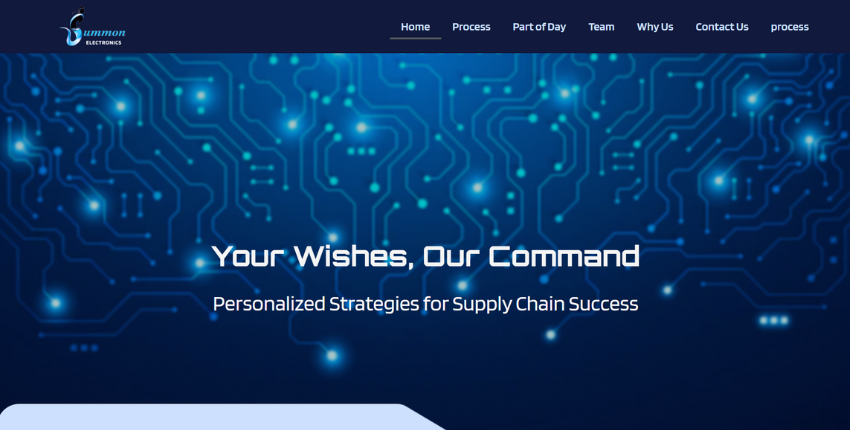 ummon
ELECTRONICS
Home Process Part of Day Team Why Us Contact Us process
Your Wishes, Our Command
Personalized Strategies for Supply Chain Success